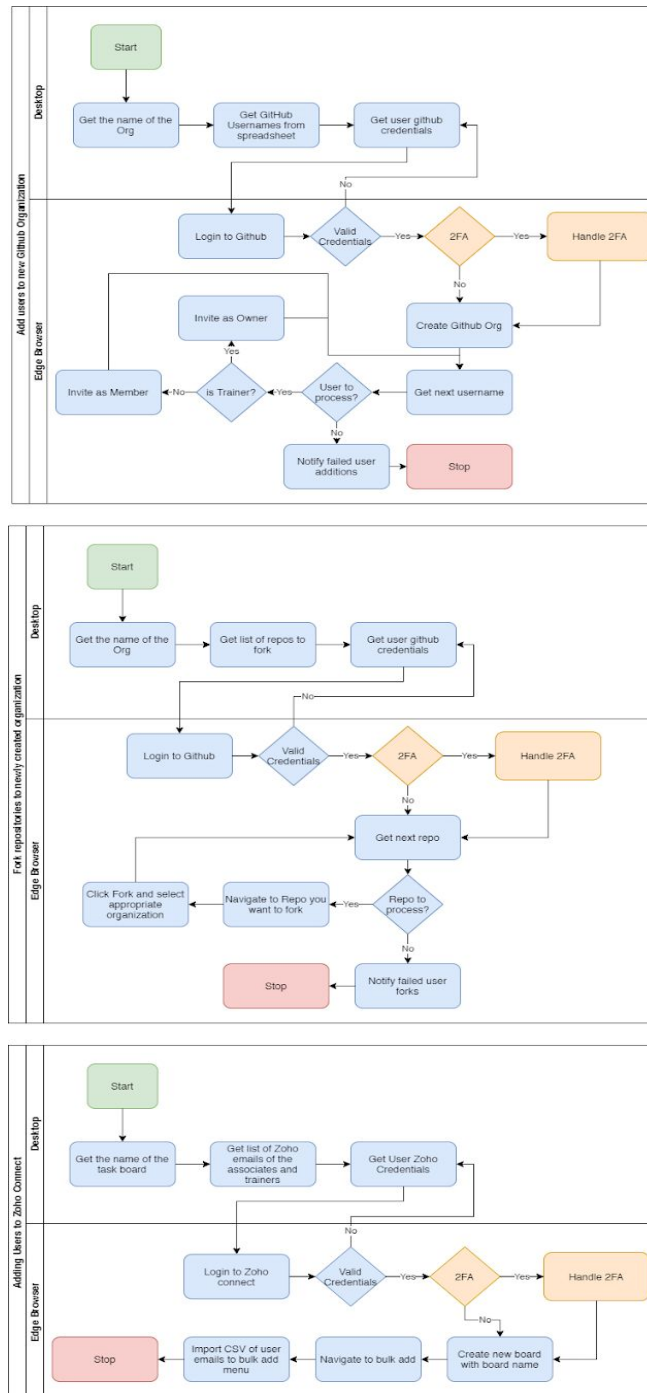 Add users to new Github Organization
Desktop
Start
Get the name of the
Org
Get GitHub
Usernames from
spreadsheet
Get user github
credentials
No
Edge Browser
Login to Github
Valid
Credentials
Yes
2FA
Yes
Handle 2FA
No
Create Github Org
Invite as Owner
Yes
Invite as Member
No
is Trainer?
Yes
User to
process?
Get next username
No
Notify failed user
additions
Stop
Fork repositories to newly created organization
Desktop
Start
Get the name of the
Org
Get list of repos to
fork
Get user github
credentials
No
Edge Browser
Login to Github
Valid
Credentials
Yes
2FA
Yes
Handle 2FA
No
Get next repo
Click Fork and select
appropriate
organization
Navigate to Repo you
want to fork
Yes
Repo to
process?
No
Stop
Notify failed user
forks
Adding Users to Zoho Connect
Desktop
Start
Get the name of the
task board
Get list of Zoho
emails of the
associates and
trainers
Get User Zoho
Credentials
No
Edge Browser
Login to Zoho
connect
Valid
Credentials
Yes
2FA
Yes
Handle 2FA
No
Stop
Import CSV of user
emails to bulk add
menu
Navigate to bulk add
Create new board
with board name